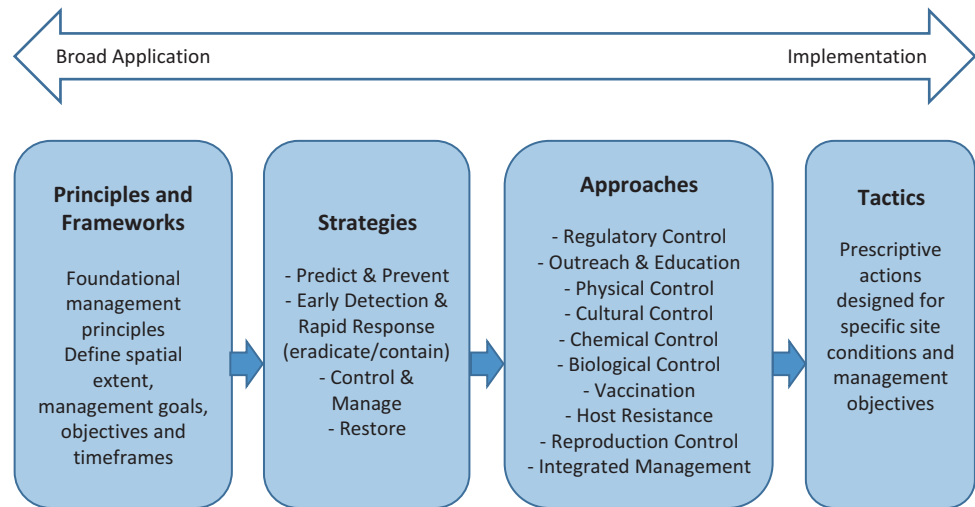 Broad Application
Implementation
Principles and
Frameworks
Foundational
management
principles
Define spatial
extent,
management goals,
objectives and
timeframes
Strategies
- Predict & Prevent
- Early Detection &
Rapid Response
(eradicate/contain)
- Control &
Manage
- Restore
Approaches
- Regulatory Control
- Outreach & Education
- Physical Control
- Cultural Control
- Chemical Control
- Biological Control
- Vaccination
- Host Resistance
- Reproduction Control
- Integrated Management
Tactics
Prescriptive
actions
designed for
specific site
conditions and
management
objectives